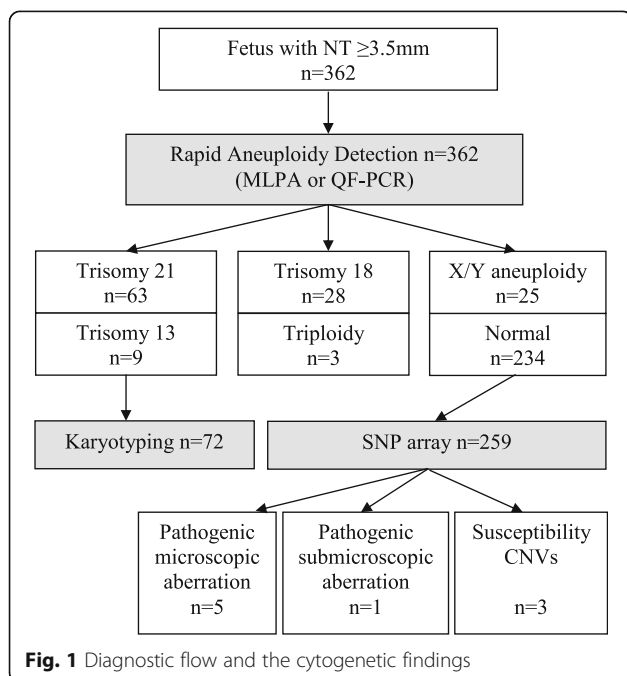 Fetus with NT ≥3.5mm
n=362
Rapid Aneuploidy Detection n=362
(MLPA or QF-PCR)
Trisomy 21
n=63
Trisomy 18
n=28
X/Y aneuploidy
n=25
Trisomy 13
n=9
Triploidy
n=3
Normal
n=234
Karyotyping n=72
SNP array n=259
Pathogenic
microscopic
aberration
n=5
Pathogenic
submicroscopic
aberration
n=1
Susceptibility
CNVs
n=3
Fig. 1 Diagnostic flow and the cytogenetic findings